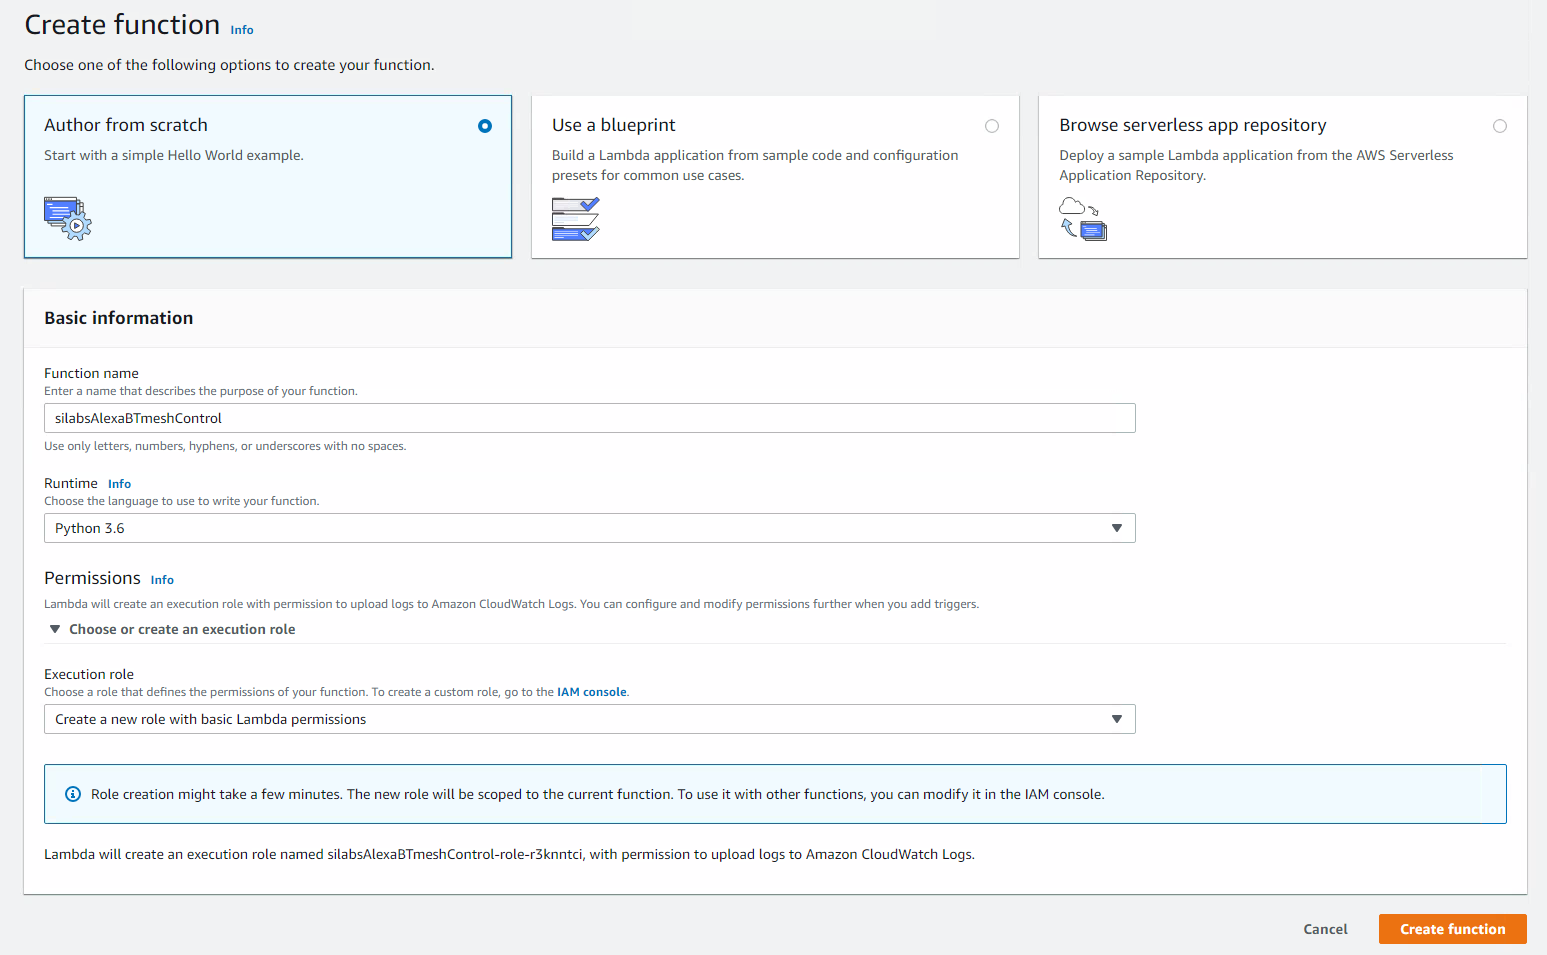 Create function Info
Choose one of the following options to create your function.
Author from scratch
Start with a simple Hello World example.
Use a blueprint
Build a Lambda application from sample code and configuration
presets for common use cases.
Browse serverless app repository
Deploy a sample Lambda application from the AWS Serverless
Application Repository.
Basic information
Function name
Enter a name that describes the purpose of your function.
silabsAlexaBTmeshControl
Use only letters, numbers, hyphens, or underscores with no spaces.
Runtime Info
Choose the language to use to write your function.
Python 3.6
Permissions Info
Lambda will create an execution role with permission to upload logs to Amazon CloudWatch Logs. You can configure and modify permissions further when you add triggers.
Choose or create an execution role
Execution role
Choose a role that defines the permissions of your function. To create a custom role, go to the IAM console.
Create a new role with basic Lambda permissions
Role creation might take a few minutes. The new role will be scoped to the current function. To use it with other functions, you can modify it in the IAM console.
Lambda will create an execution role named silabsAlexaBTmeshControl-role-r3knntci, with permission to upload logs to Amazon CloudWatch Logs.
Cancel
Create function